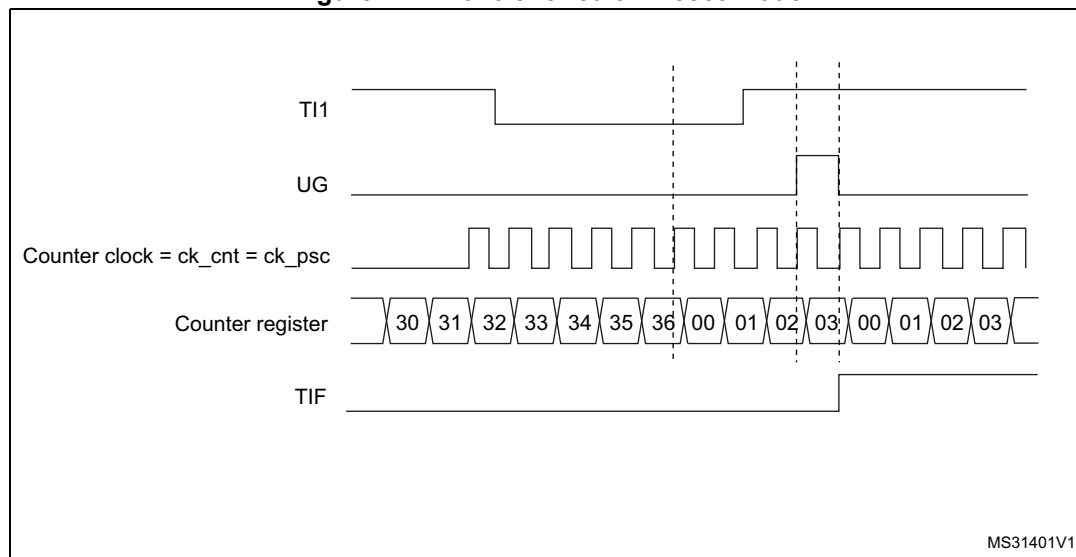 TI1
UG
Counter clock = ck_cnt = ck_psc
Counter register 30 31 32 33 34 35 36 00 01 02 03 00 01 02 03
TIF
MS31401V1